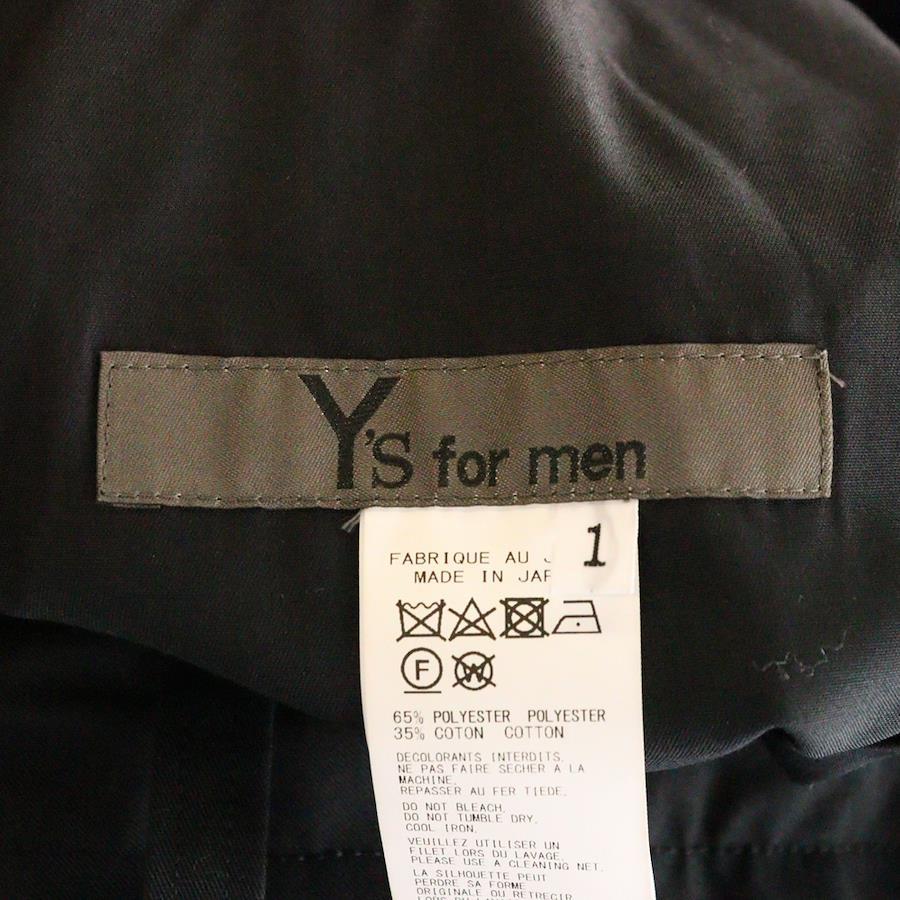 Y's for men
1
FABRIQUE AU
MADE IN
F
W
65% POLYESTER POLYESTER
35% COTON COTTON
DECOLORANTS INTERDITS.
NE PAS FAIRE SECHER A LA
MACHINE.
REPASSER AU FER TIEDE.
DO NOT BLEACH.
DO NOT TUMBLE DRY.
COOL IRON.
VEUILLEZ UTILISER UN
FILET LORS DU LAVAGE.
PLEASE USE A CLEANING NET.
LA SILHOUETTE PEUT
PERDRE SA FORME
ORIGINALE OU RETRECIR